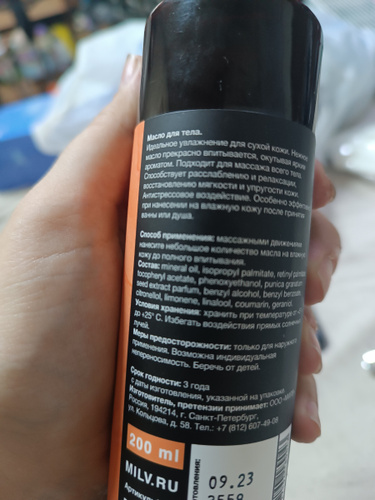 Масло для тела.
Идеальное увлажнение для сухой кожи. Нежное
масло прекрасно впитывается, окутывая ярким
ароматом. Подходит для массажа всего тела.
Способствует расслаблению и релаксации,
восстановлению мягкости и упругости кожи.
Антистрессовое воздействие. Особенно эффективно
при нанесении на влажную кожу после принятия
ванны или душа.
Способ применения: массажными движениями
нанесите небольшое количество масла на влажную
кожу до полного впитывания.
Состав: mineral oil, isopropyl palmitate, retinyl palmitate,
tocopheryl acetate, phenoxyethanol, punica granatum
seed extract parfum, benzyl alcohol, benzyl benzoate,
citronellol, limonene, linalool, coumarin, geraniol.
Условия хранения: хранить при температуре от
до +25° С. Избегать воздействия прямых солнечных
лучей.
Меры предосторожности: только для наружного
применения. Возможна индивидуальная
непереносимость. Беречь от детей.
Срок годности: 3 года
с даты изготовления, указанной на упаковке
Изготовитель, претензии принимает: ООО
Россия, 194214, г. Санкт-Петербург,
ул. Кольцова, д. 58. Тел.: +7 (812) 607-49-08
200 ml
MILV.RU
09.23